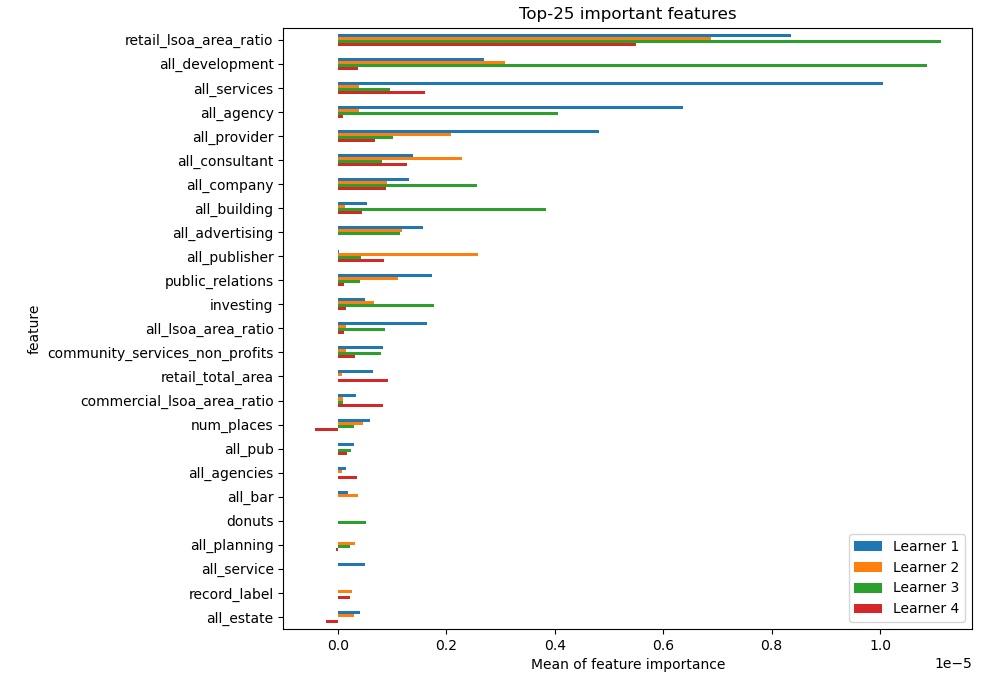 Top-25 important features
retail_lsoa_area_ratio
all_development
all_services
all_agency
all_provider
all_consultant
all_company
all_building
all_advertising
all_publisher
public_relations
investing
all_lsoa_area_ratio
community_services_non_profits
retail_total_area
commercial_lsoa_area_ratio
num_places
all_pub
all_agencies
all_bar
donuts
all_planning
all_service
record_label
all_estate
feature
Learner 1
Learner 2
Learner 3
Learner 4
0.0 0.2 0.4 0.6 0.8 1.0
1e−5
Mean of feature importance